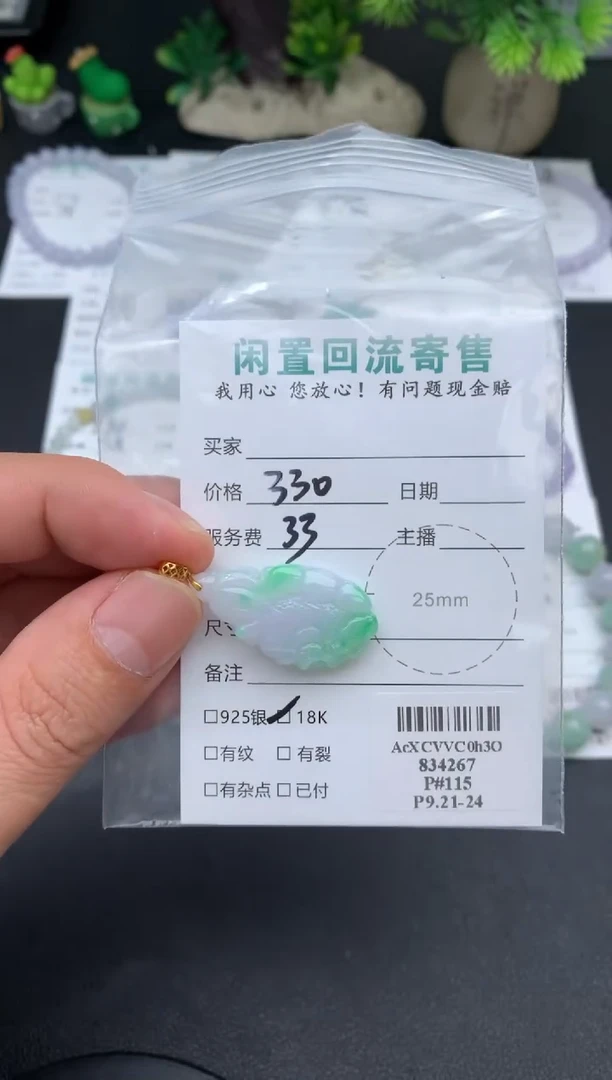 闲置回流寄售
我用心 您放心！有问题现金赔
买家
价格 330 日期
服务费 33 主播
25mm
尺寸
备注
☐925银 ☐ 18K
☐有纹 ☐ 有裂
☐有杂点 ☐ 已付
AcXCVVC0h3O
834267
P#115
P9.21-24